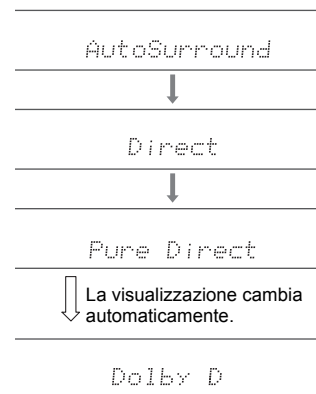 AutoSurround
Direct
Pure Direct
La visualizzazione cambia
automaticamente.
Dolby D